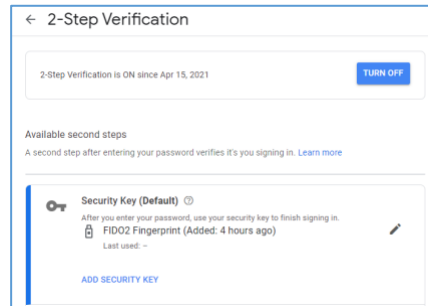 ← 2-Step Verification
2-Step Verification is ON since Apr 15, 2021
TURN OFF
Available second steps
A second step after entering your password verifies it's you signing in. Learn more
Security Key (Default)
After you enter your password, use your security key to finish signing in.
FIDO2 Fingerprint (Added: 4 hours ago)
Last used: –
ADD SECURITY KEY